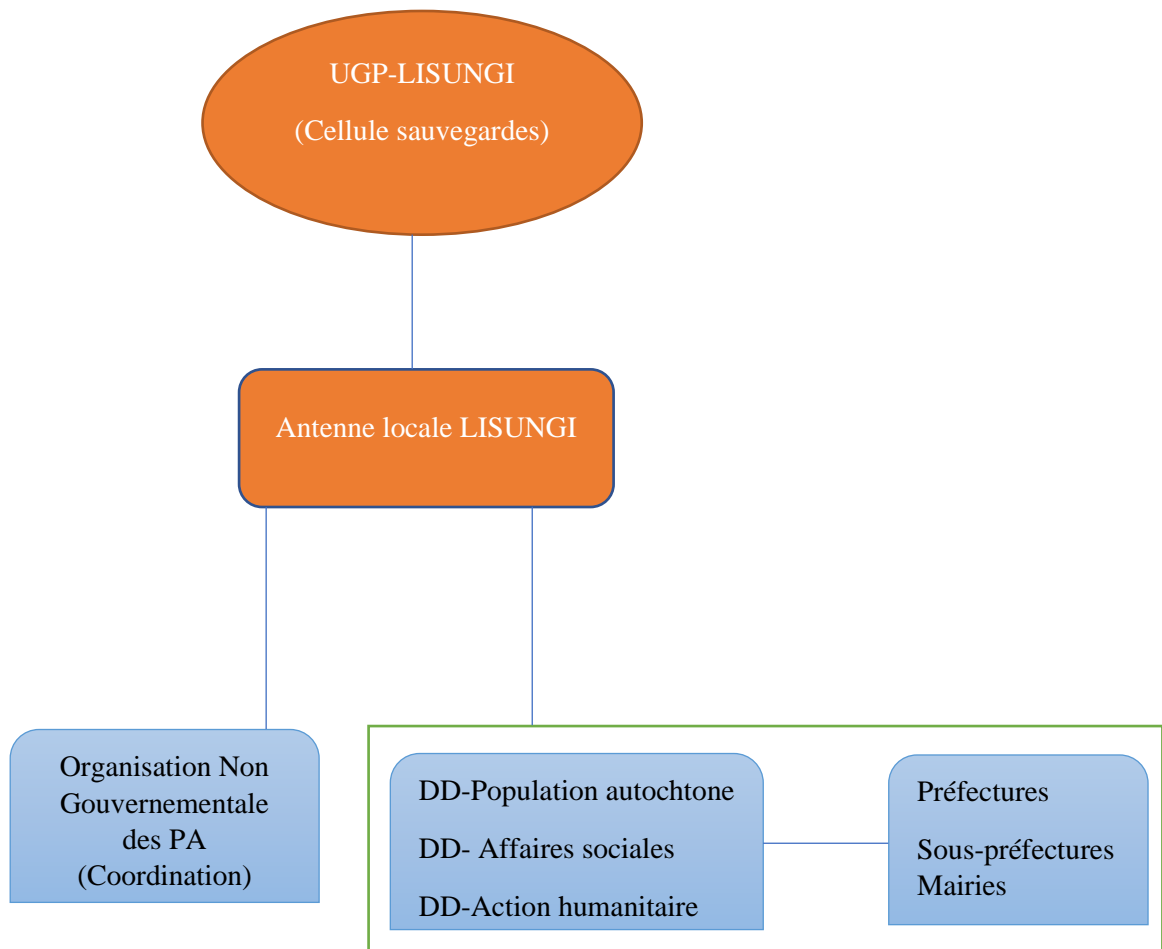 UGP-LISUNGI
(Cellule sauvegardes)
Antenne locale LISUNGI
Organisation Non
Gouvernementale
des PA
(Coordination)
DD-Population autochtone
DD- Affaires sociales
DD-Action humanitaire
Préfectures
Sous-préfectures
Mairies